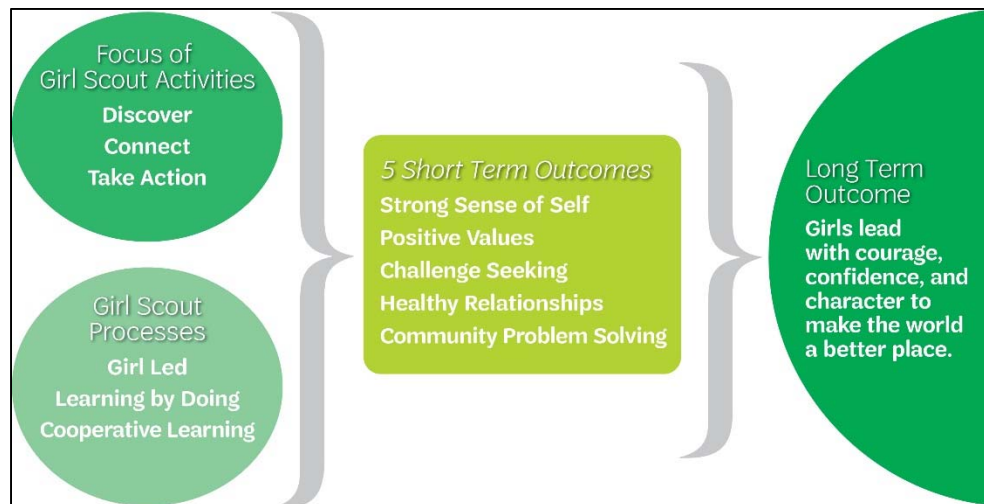 Focus of
Girl Scout Activities
Discover
Connect
Take Action
Girl Scout
Processes
Girl Led
Learning by Doing
Cooperative Learning
5 Short Term Outcomes
Strong Sense of Self
Positive Values
Challenge Seeking
Healthy Relationships
Community Problem Solving
Long Term
Outcome
Girls lead
with courage,
confidence, and
character to
make the world
a better place.